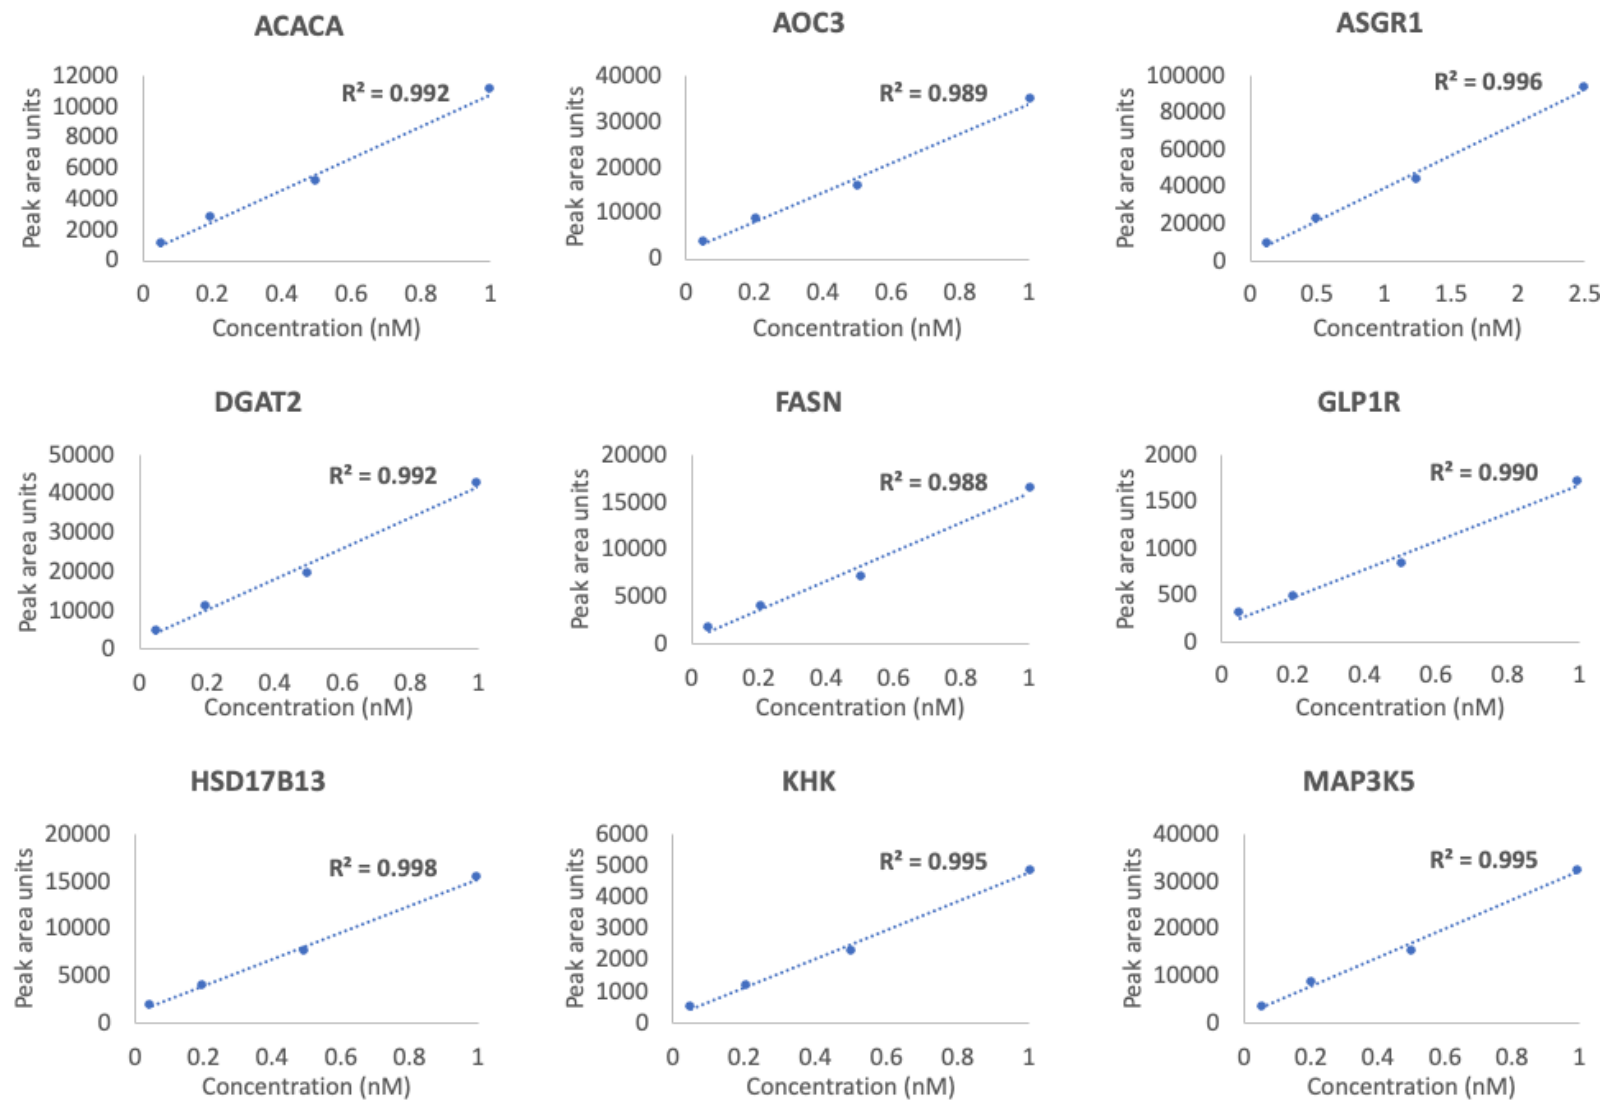 ACACA
R² = 0.992
Peak area units
12000
10000
8000
6000
4000
2000
0
0 0.2 0.4 0.6 0.8 1
Concentration (nM)
AOC3
R² = 0.989
Peak area units
40000
30000
20000
10000
0
0 0.2 0.4 0.6 0.8 1
Concentration (nM)
ASGR1
R² = 0.996
Peak area units
100000
80000
60000
40000
20000
0
0 0.5 1 1.5 2 2.5
Concentration (nM)
DGAT2
R² = 0.992
Peak area units
50000
40000
30000
20000
10000
0
0 0.2 0.4 0.6 0.8 1
Concentration (nM)
FASN
R² = 0.988
Peak area units
20000
15000
10000
5000
0
0 0.2 0.4 0.6 0.8 1
Concentration (nM)
GLP1R
R² = 0.990
Peak area units
2000
1500
1000
500
0
0 0.2 0.4 0.6 0.8 1
Concentration (nM)
HSD17B13
R² = 0.998
Peak area units
20000
15000
10000
5000
0
0 0.2 0.4 0.6 0.8 1
Concentration (nM)
KHK
R² = 0.995
Peak area units
6000
5000
4000
3000
2000
1000
0
0 0.2 0.4 0.6 0.8 1
Concentration (nM)
MAP3K5
R² = 0.995
Peak area units
40000
30000
20000
10000
0
0 0.2 0.4 0.6 0.8 1
Concentration (nM)